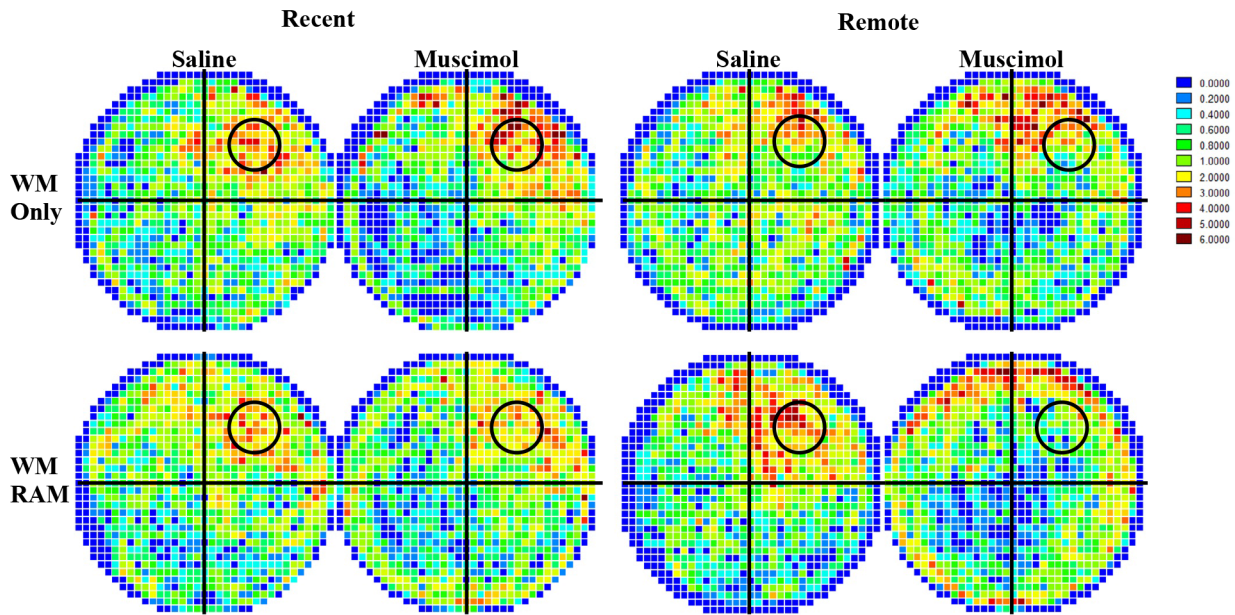 Recent
Remote
Saline
Muscimol
Saline
Muscimol
WM
Only
WM
RAM
0.0000
0.2000
0.4000
0.6000
0.8000
1.0000
2.0000
3.0000
4.0000
5.0000
6.0000